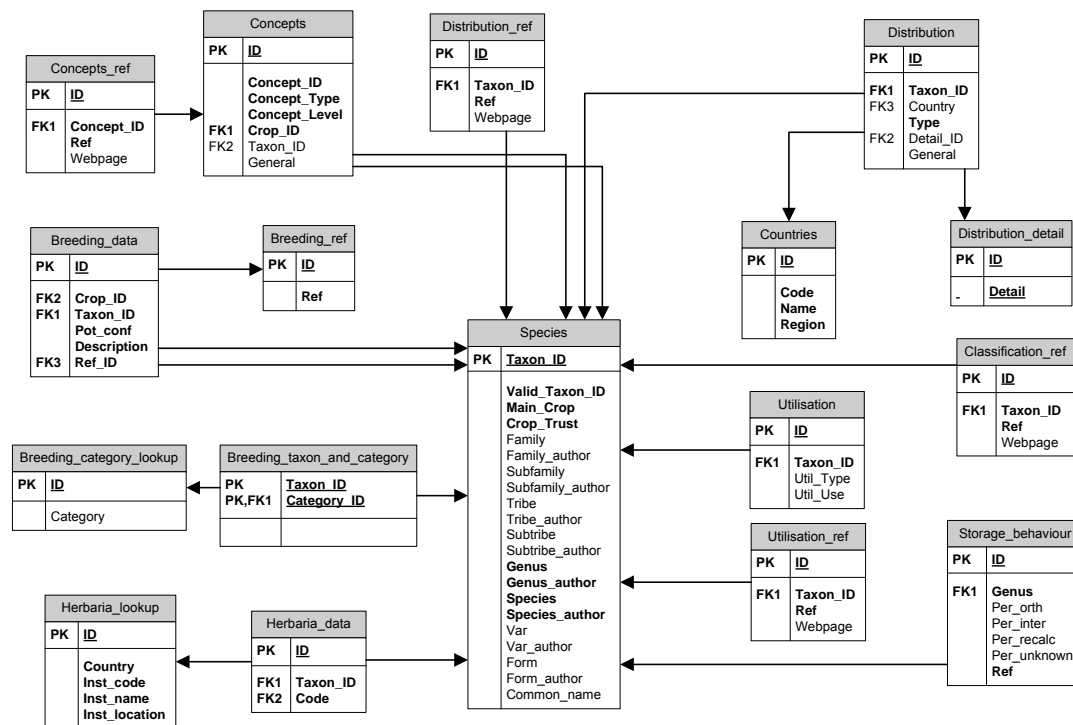 Concepts
PK ID
Concept_ID
Concept_Type
Concept_Level
FK1 Crop_ID
FK2 Taxon_ID
General
Distribution_ref
PK ID
FK1 Taxon_ID
Ref
Webpage
Distribution
PK ID
FK1 Taxon_ID
FK3 Country
Type
FK2 Detail_ID
General
Concepts_ref
PK ID
FK1 Concept_ID
Ref
Webpage
Breeding_data
PK ID
FK2 Crop_ID
FK1 Taxon_ID
Pot_conf
Description
FK3 Ref_ID
Breeding_ref
PK ID
Ref
Countries
PK ID
Code
Name
Region
Distribution_detail
PK ID
_ Detail
Species
PK Taxon_ID
Valid_Taxon_ID
Main_Crop
Crop_Trust
Family
Family_author
Subfamily
Subfamily_author
Tribe
Tribe_author
Subtribe
Subtribe_author
Genus
Genus_author
Species
Species_author
Var
Var_author
Form
Form_author
Common_name
Classification_ref
PK ID
FK1 Taxon_ID
Ref
Webpage
Utilisation
PK ID
FK1 Taxon_ID
Util_Type
Util_Use
Breeding_category_lookup
PK ID
Category
Breeding_taxon_and_category
PK Taxon_ID
PK,FK1 Category_ID
Utilisation_ref
PK ID
FK1 Taxon_ID
Ref
Webpage
Storage_behaviour
PK ID
FK1 Genus
Per_orth
Per_inter
Per_recalc
Per_unknown
Ref
Herbaria_lookup
PK ID
Country
Inst_code
Inst_name
Inst_location
Herbaria_data
PK ID
FK1 Taxon_ID
FK2 Code